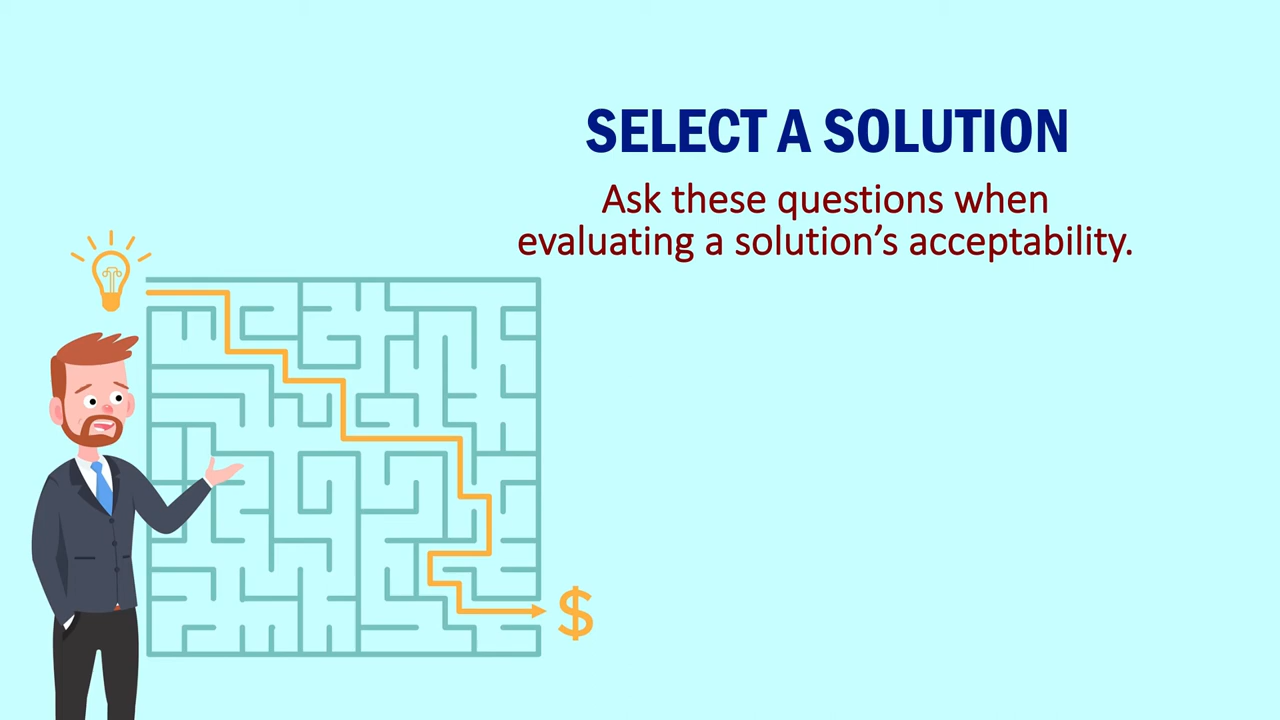 SELECT A SOLUTION
Ask these questions when
evaluating a solution’s acceptability.
$